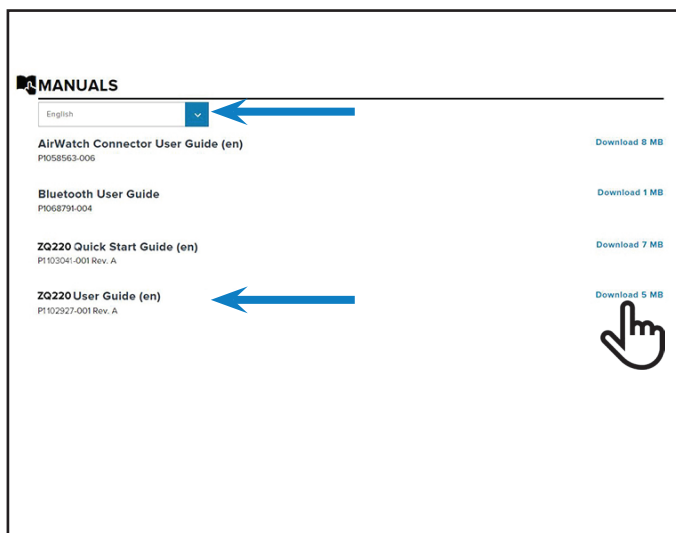 MANUALS
English
AirWatch Connector User Guide (en) Download 8 MB
P1058563-006
Bluetooth User Guide Download 1 MB
P1068791-004
ZQ220 Quick Start Guide (en) Download 7 MB
P1103041-001 Rev. A
ZQ220 User Guide (en) Download 5 MB
P1102927-001 Rev. A